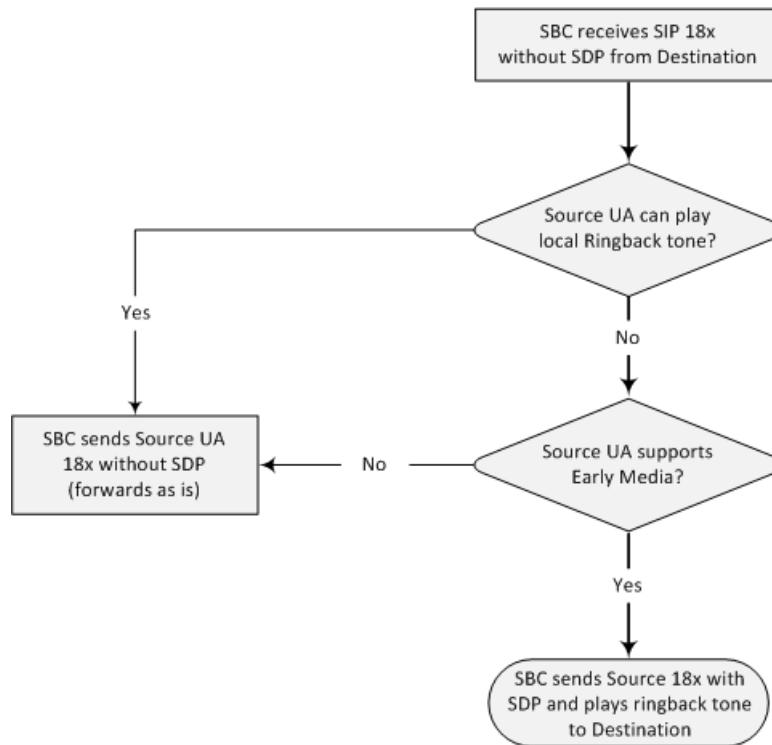 SBC receives SIP 18x
without SDP from Destination
Source UA can play
local Ringback tone?
Yes
No
SBC sends Source UA
18x without SDP
(forwards as is)
No
Source UA supports
Early Media?
Yes
SBC sends Source 18x with
SDP and plays ringback tone
to Destination